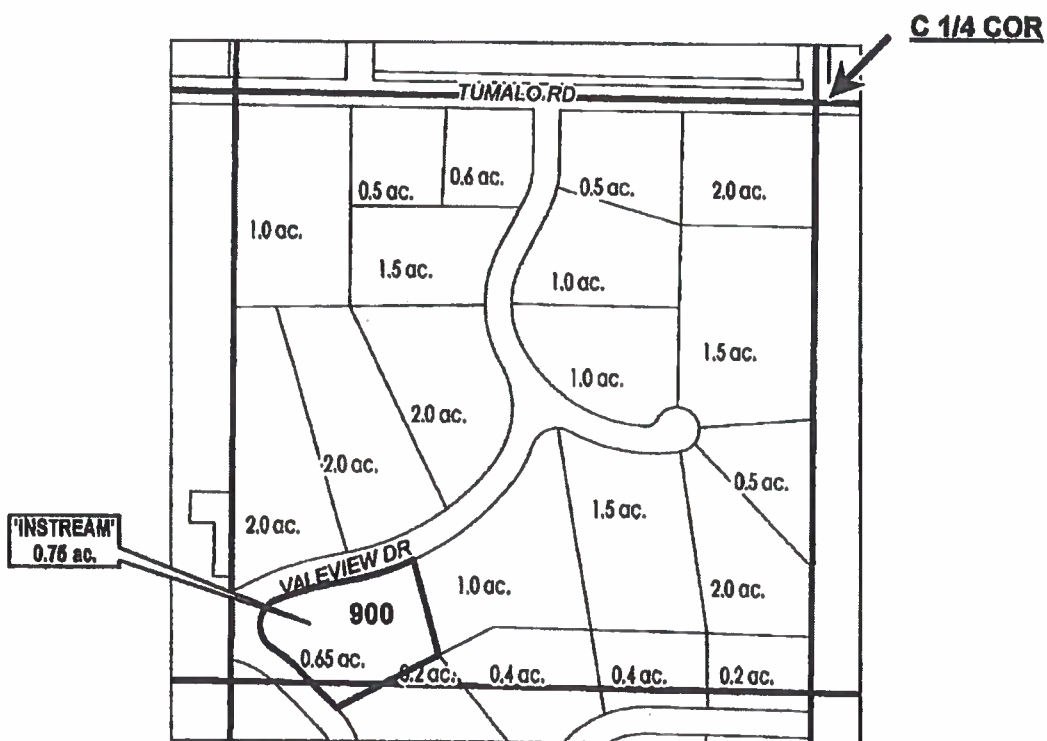 C 1/4 COR
TUMALO RD
0.5 ac.
0.6 ac.
0.5 ac.
2.0 ac.
1.0 ac.
1.5 ac.
1.0 ac.
1.5 ac.
1.0 ac.
2.0 ac.
2.0 ac.
0.5 ac.
1.5 ac.
2.0 ac.
'INSTREAM'
0.75 ac.
VALEVIEW DR
1.0 ac.
2.0 ac.
900
0.65 ac.
0.2 ac.
0.4 ac.
0.4 ac.
0.2 ac.